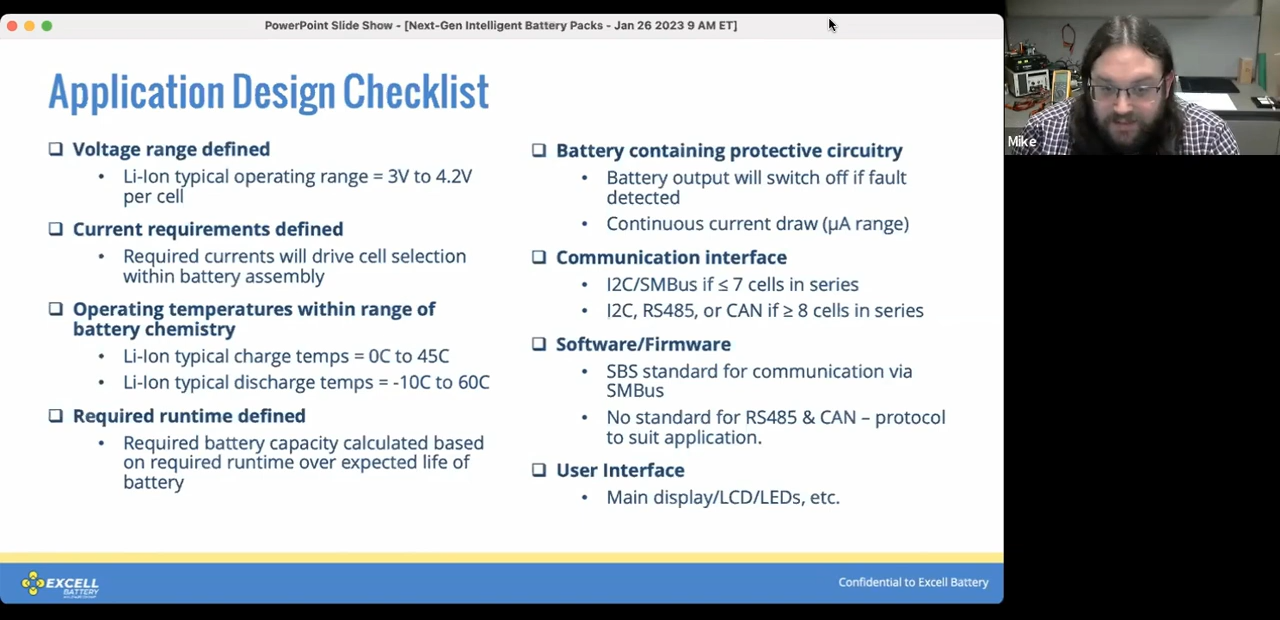 PowerPoint Slide Show - [Next-Gen Intelligent Battery Packs - Jan 26 2023 9 AM ET]
Application Design Checklist
Voltage range defined
• Li-Ion typical operating range = 3V to 4.2V
per cell
Current requirements defined
• Required currents will drive cell selection
within battery assembly
Operating temperatures within range of
battery chemistry
• Li-Ion typical charge temps = 0C to 45C
• Li-Ion typical discharge temps = -10C to 60C
Required runtime defined
• Required battery capacity calculated based
on required runtime over expected life of
battery
Battery containing protective circuitry
• Battery output will switch off if fault
detected
• Continuous current draw (µA range)
Communication interface
• I2C/SMBus if ≤ 7 cells in series
• I2C, RS485, or CAN if ≥ 8 cells in series
Software/Firmware
• SBS standard for communication via
SMBus
• No standard for RS485 & CAN – protocol
to suit application.
User Interface
• Main display/LCD/LEDs, etc.
EXCELL
BATTERY
Confidential to Excell Battery
Mike